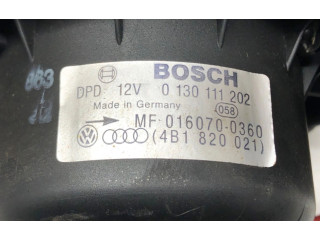 BOSCH
DPD 12V 0 130 111 202
Made in Germany 058
MF 016070-0360
(4B1 820 021)